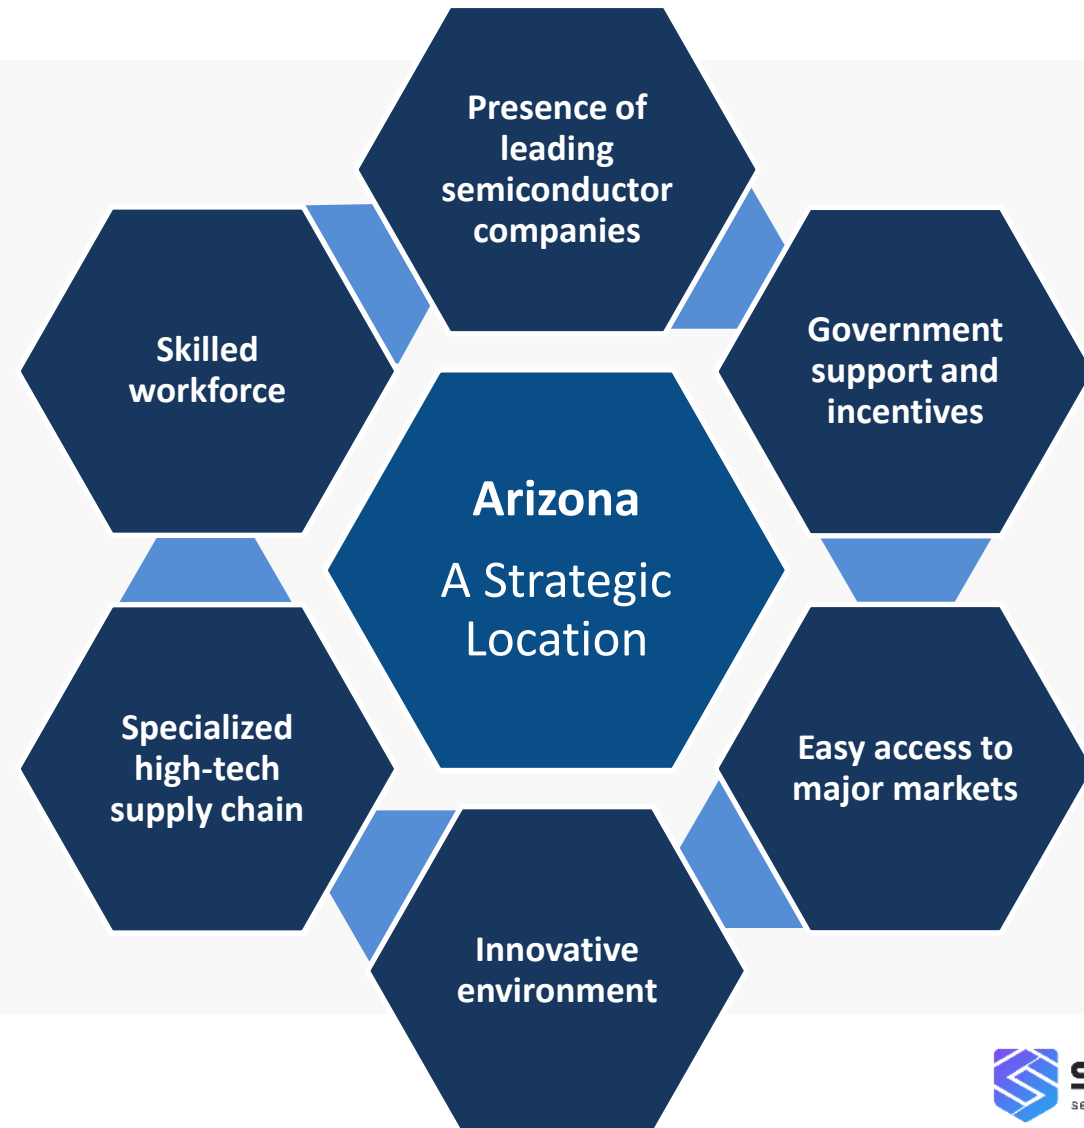 Presence of
leading
semiconductor
companies
Skilled
workforce
Government
support and
incentives
Arizona
A Strategic
Location
Specialized
high-tech
supply chain
Easy access to
major markets
Innovative
environment